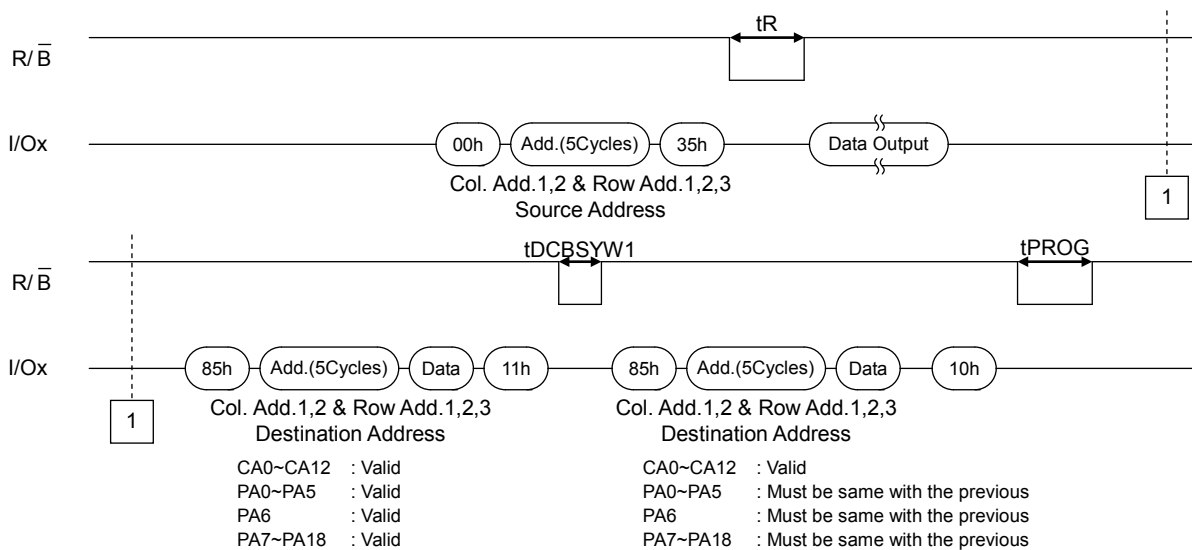 tR
R/B
I/Ox
00h Add.(5Cycles) 35h Data Output
Col. Add.1,2 & Row Add.1,2,3
Source Address
1
tDCBSYW1 tPROG
R/B
I/Ox
85h Add.(5Cycles) Data 11h 85h Add.(5Cycles) Data 10h
1
Col. Add.1,2 & Row Add.1,2,3 Col. Add.1,2 & Row Add.1,2,3
Destination Address Destination Address
CA0~CA12 : Valid CA0~CA12 : Valid
PA0~PA5 : Valid PA0~PA5 : Must be same with the previous
PA6 : Valid PA6 : Must be same with the previous
PA7~PA18 : Valid PA7~PA18 : Must be same with the previous